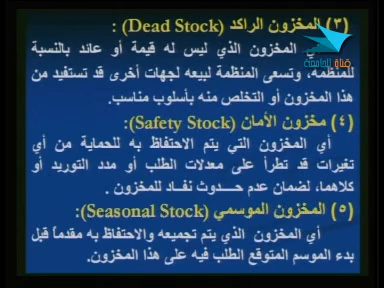 قناة الجامعة
(٣) المخزون الراكد (Dead Stock) :
المخزون الذي ليس له قيمة أو عائد بالنسبة
للمنظمة، وتسعى المنظمة لبيعه لجهات أخرى قد تستفيد من
هذا المخزون أو التخلص منه بأسلوب مناسب.
(٤) مخزون الأمان (Safety Stock):
أي المخزون التي يتم الاحتفاظ به للحماية من أي
تغيرات قد تطرأ على معدلات الطلب أو مدد التوريد أو
كلاهما، لضمان عدم حدوث نفاد للمخزون .
(٥) المخزون الموسمي (Seasonal Stock):
أي المخزون الذي يتم تجميعه والاحتفاظ به مقدماً قبل
بدء الموسم المتوقع الطلب فيه على هذا المخزون.